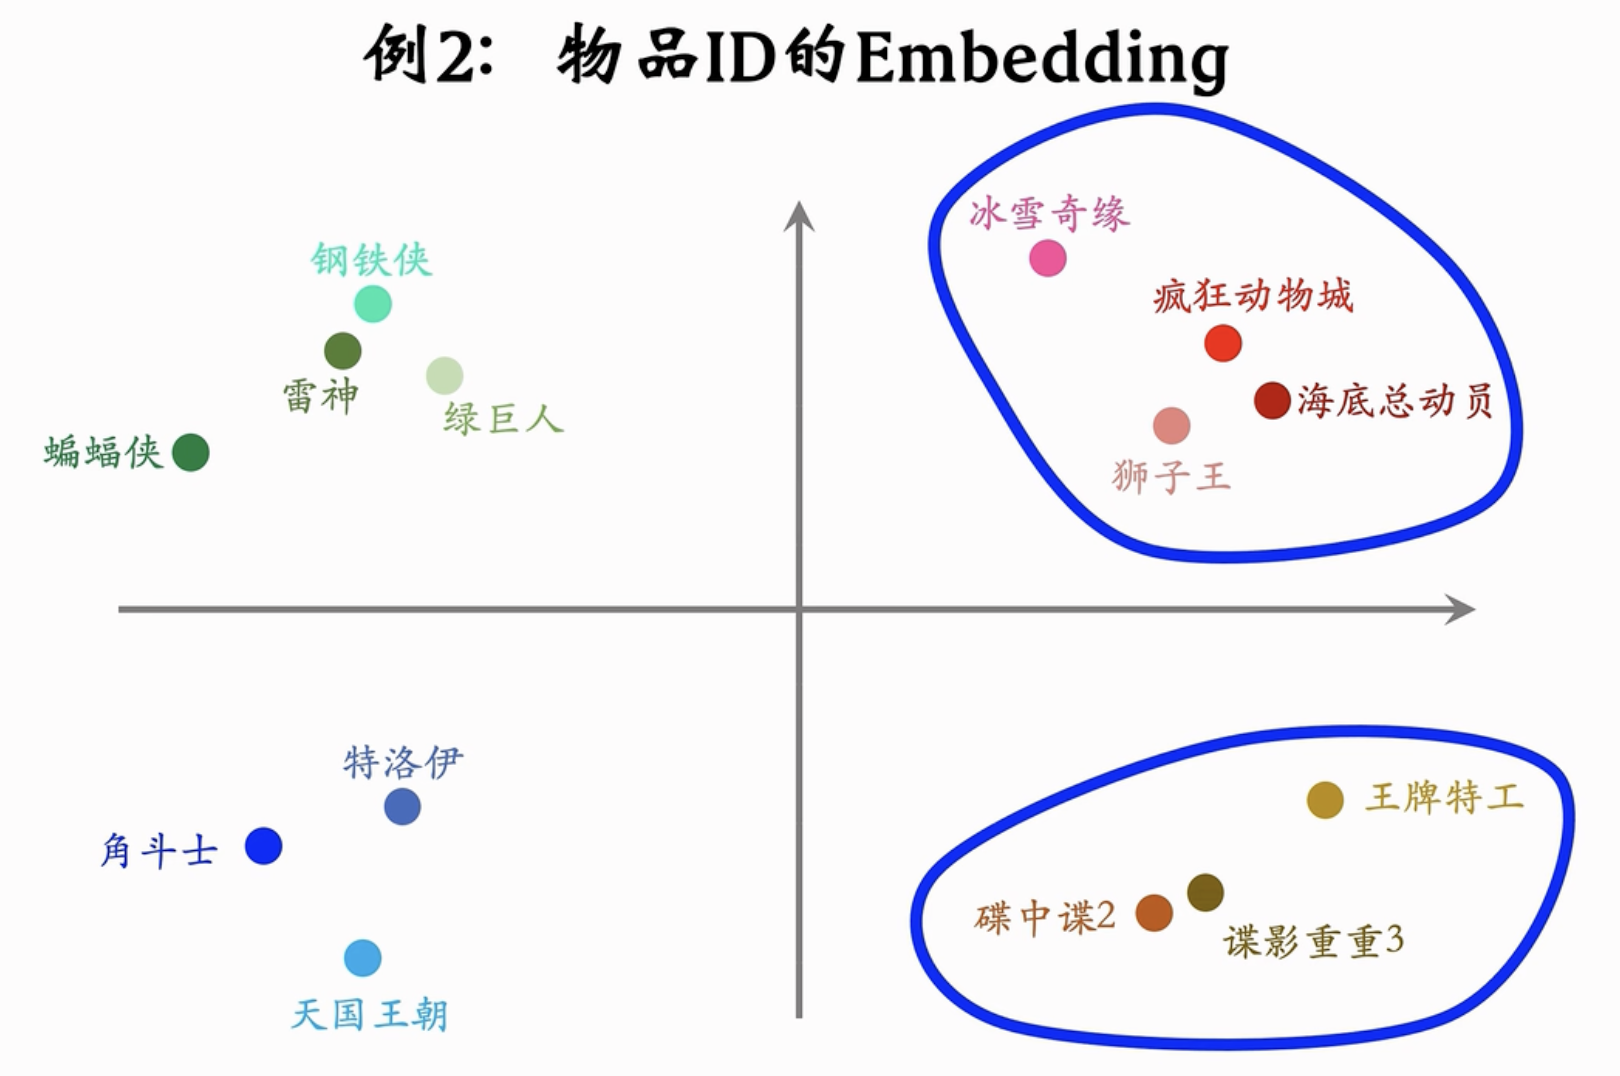 例2： 物品ID的Embedding
冰雪奇缘
钢铁侠
疯狂动物城
雷神
海底总动员
绿巨人
蝙蝠侠
狮子王
特洛伊
王牌特工
角斗士
碟中谍2
谍影重重3
天国王朝